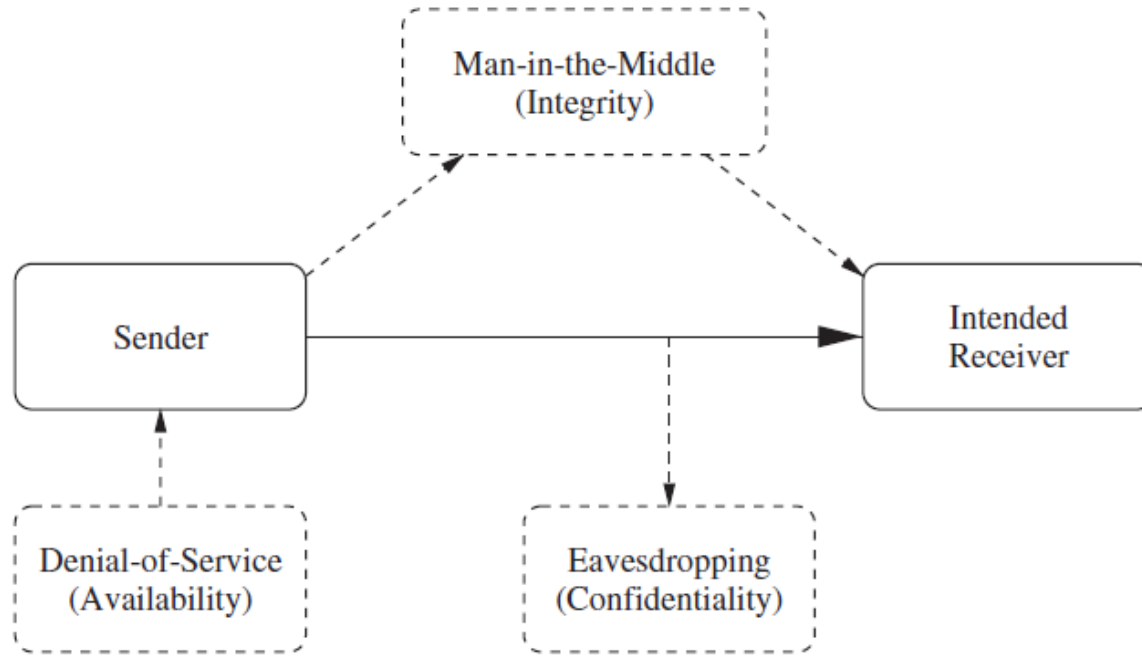 Man-in-the-Middle
(Integrity)
Sender
Intended
Receiver
Denial-of-Service
(Availability)
Eavesdropping
(Confidentiality)